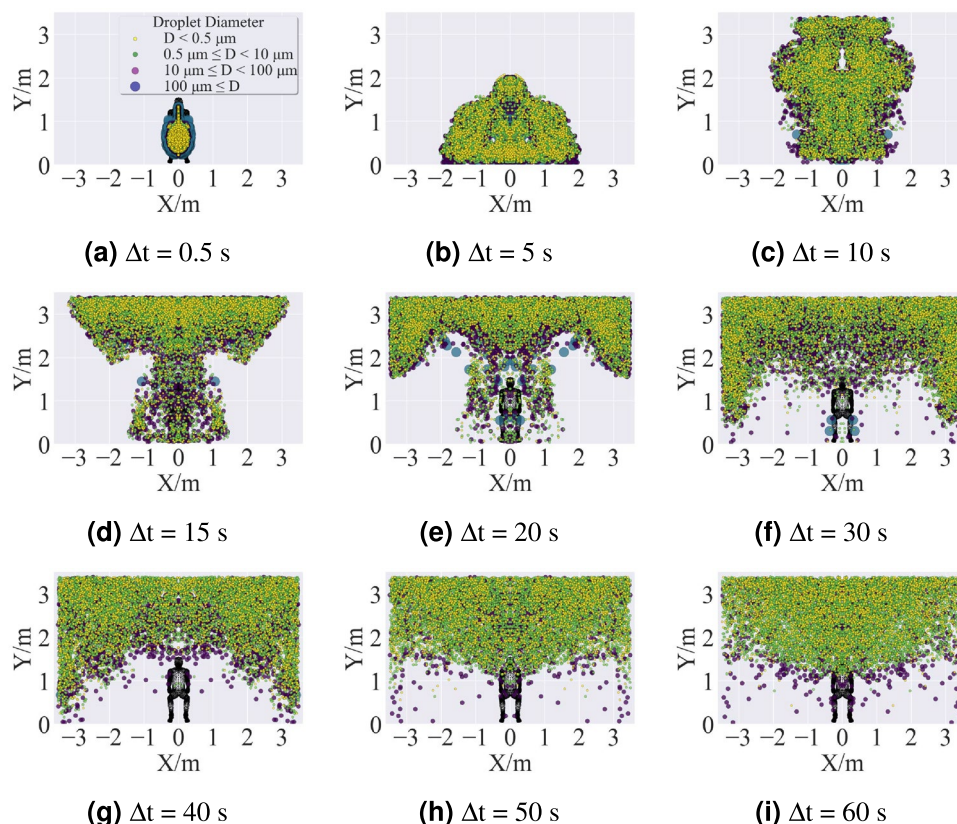 Droplet Diameter
D < 0.5 μm
0.5 μm ≤ D < 10 μm
10 μm ≤ D < 100 μm
100 μm ≤ D
Y/m
3
2
1
0
−3 −2 −1 0 1 2 3
X/m
(a) Δt = 0.5 s
Y/m
3
2
1
0
−3 −2 −1 0 1 2 3
X/m
(b) Δt = 5 s
Y/m
3
2
1
0
−3 −2 −1 0 1 2 3
X/m
(c) Δt = 10 s
Y/m
3
2
1
0
−3 −2 −1 0 1 2 3
X/m
(d) Δt = 15 s
Y/m
3
2
1
0
−3 −2 −1 0 1 2 3
X/m
(e) Δt = 20 s
Y/m
3
2
1
0
−3 −2 −1 0 1 2 3
X/m
(f) Δt = 30 s
Y/m
3
2
1
0
−3 −2 −1 0 1 2 3
X/m
(g) Δt = 40 s
Y/m
3
2
1
0
−3 −2 −1 0 1 2 3
X/m
(h) Δt = 50 s
Y/m
3
2
1
0
−3 −2 −1 0 1 2 3
X/m
(i) Δt = 60 s